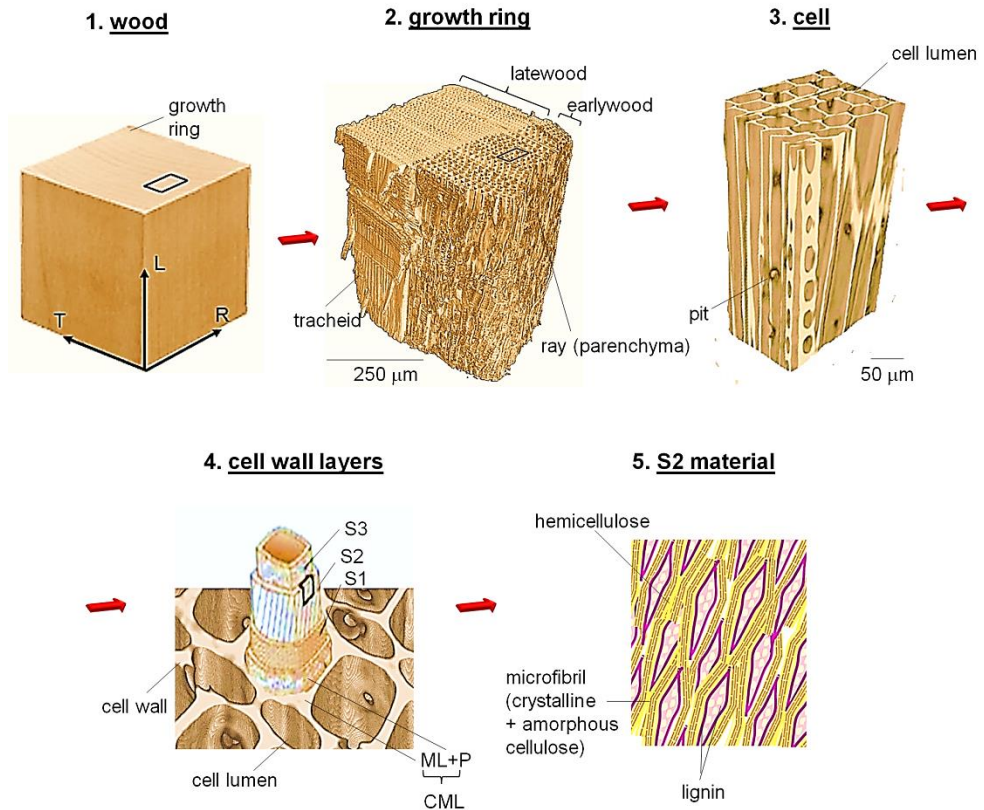 1. wood
growth
ring
L
T
R
2. growth ring
latewood
earlywood
tracheid
ray (parenchyma)
250 μm
3. cell
cell lumen
pit
50 μm
4. cell wall layers
S3
S2
S1
cell wall
cell lumen
ML+P
CML
5. S2 material
hemicellulose
microfibril
(crystalline
+ amorphous
cellulose)
lignin